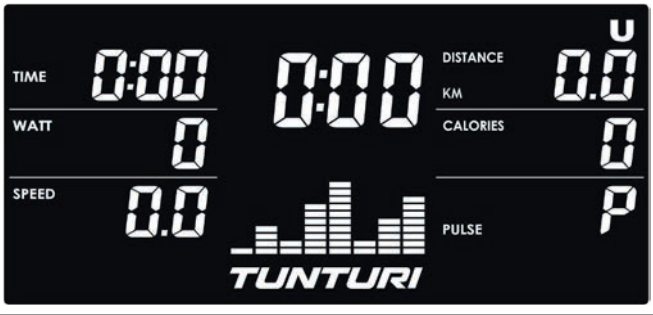 U
TIME 0:00
0:00
DISTANCE
KM 0.0
WATT 0
CALORIES 0
SPEED 0.0
PULSE P
TUNTURI